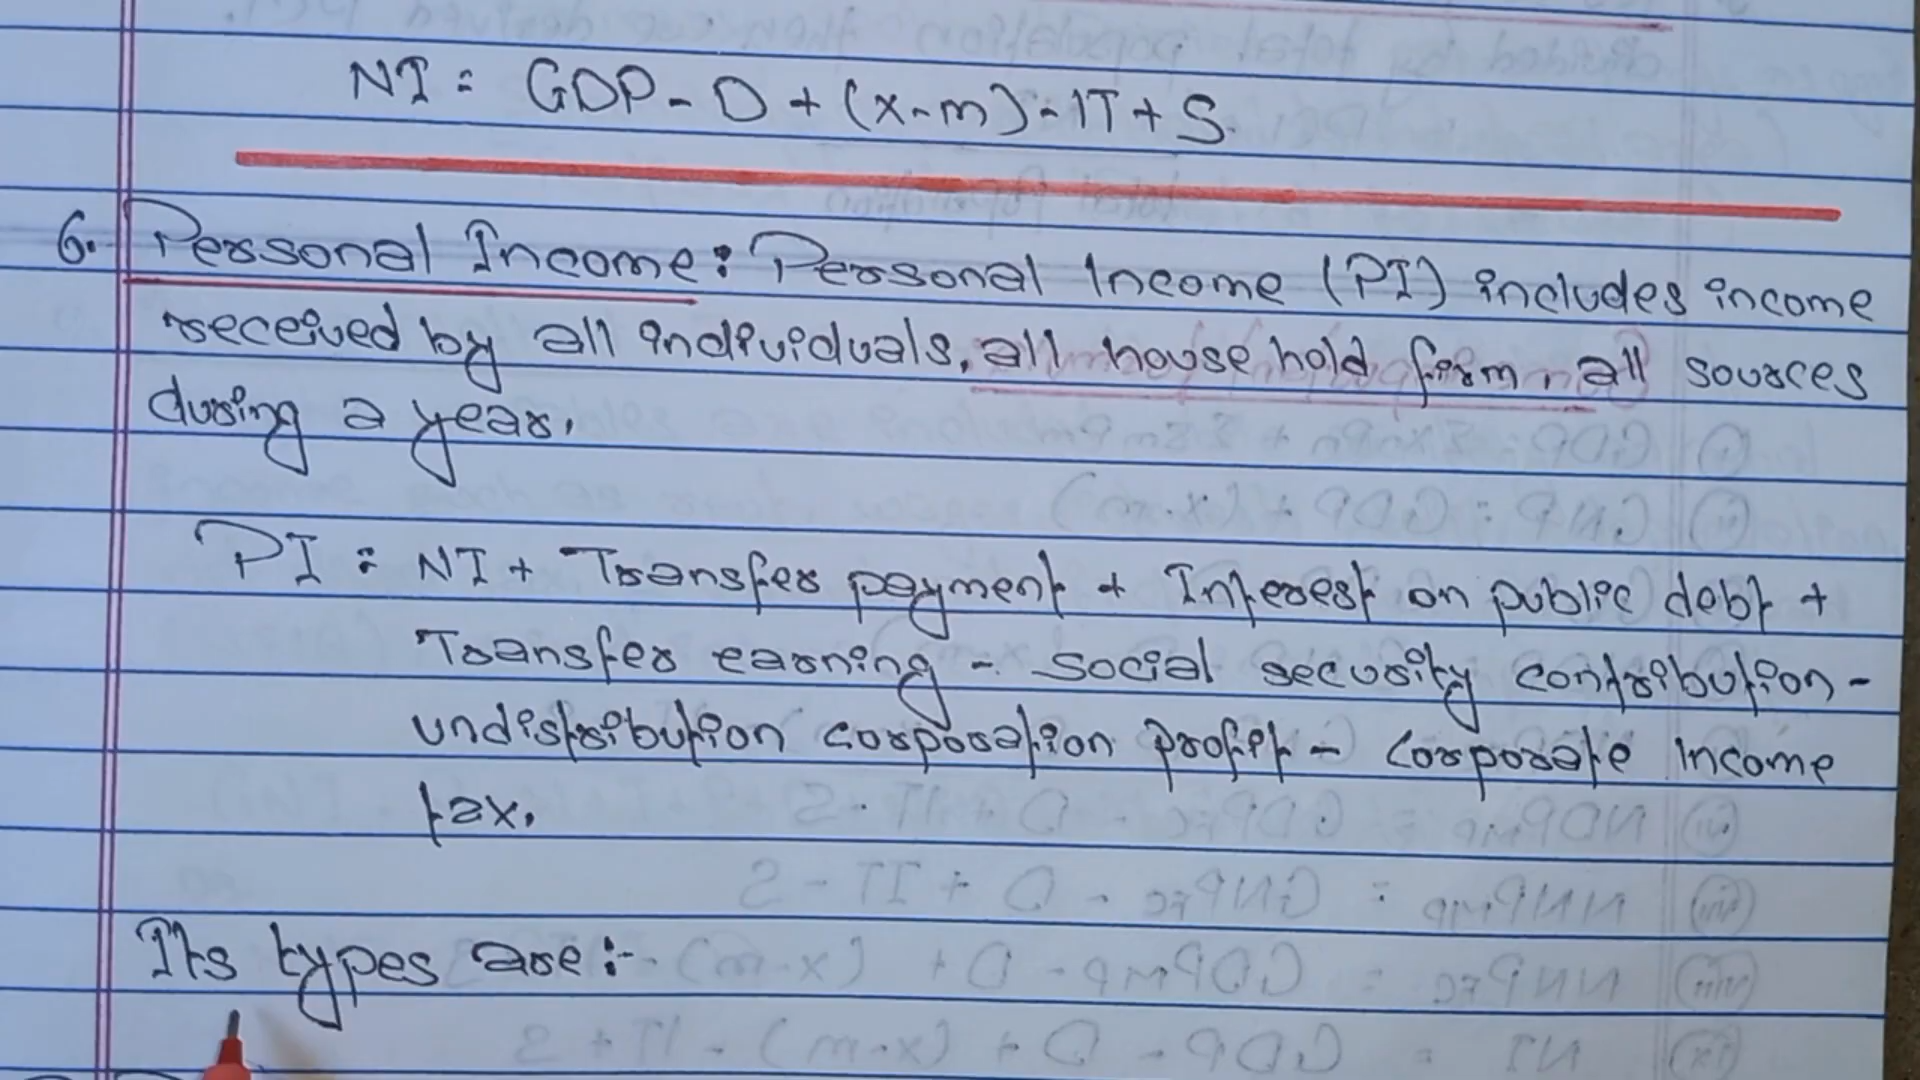 NI = GDP - D + (x-m) - IT + S.
6. Personal Income: Personal Income (PI) includes income
received by all individuals, all house hold form, all sources
during a year.
PI = NI + Transfer payment + Interest on public debt +
Transfer earning - social security contribution -
undistribution corporation profit - corporate income
tax.
Its types are:-